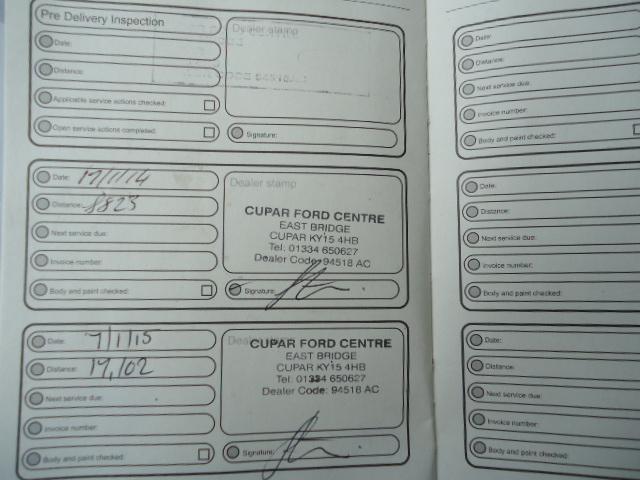 Pre Delivery Inspection
Date:
Distance:
Applicable service actions checked:
Open service actions completed:
Dealer stamp
Signature:
Date: 17/1/14
Distance: 8823
Next service due:
Invoice number:
Body and paint checked:
Dealer stamp
CUPAR FORD CENTRE
EAST BRIDGE
CUPAR KY15 4HB
Tel: 01334 650627
Dealer Code: 94518 AC
Signature:
Date: 7/1/15
Distance: 17,102
Next service due:
Invoice number:
Body and paint checked:
CUPAR FORD CENTRE
EAST BRIDGE
CUPAR KY15 4HB
Tel: 01334 650627
Dealer Code: 94518 AC
Signature:
Date:
Distance:
Next service due:
Invoice number:
Body and paint checked:
Date:
Distance:
Next service due:
Invoice number:
Body and paint checked:
Date:
Distance:
Next service due:
Invoice number:
Body and paint checked: